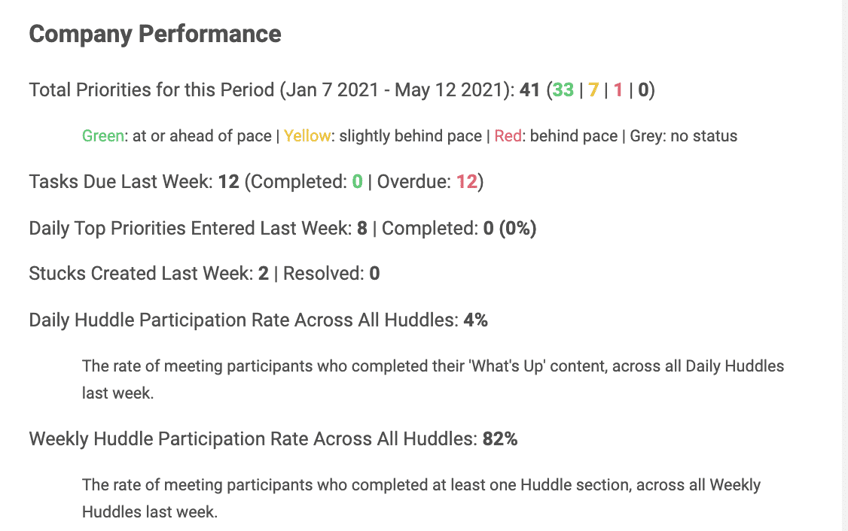 Company Performance
Total Priorities for this Period (Jan 7 2021 - May 12 2021): 41 (33 | 7 | 1 | 0)
Green: at or ahead of pace | Yellow: slightly behind pace | Red: behind pace | Grey: no status
Tasks Due Last Week: 12 (Completed: 0 | Overdue: 12)
Daily Top Priorities Entered Last Week: 8 | Completed: 0 (0%)
Stucks Created Last Week: 2 | Resolved: 0
Daily Huddle Participation Rate Across All Huddles: 4%
The rate of meeting participants who completed their 'What's Up' content, across all Daily Huddles
last week.
Weekly Huddle Participation Rate Across All Huddles: 82%
The rate of meeting participants who completed at least one Huddle section, across all Weekly
Huddles last week.